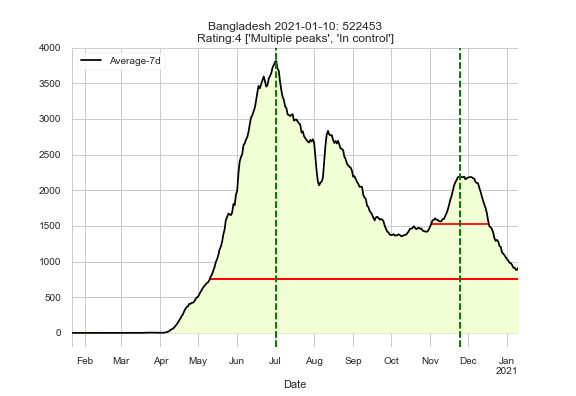 Bangladesh 2021-01-10: 522453
Rating:4 ['Multiple peaks', 'In control']
Average-7d
4000
3500
3000
2500
2000
1500
1000
500
0
Feb Mar Apr May Jun Jul Aug Sep Oct Nov Dec Jan
2021
Date